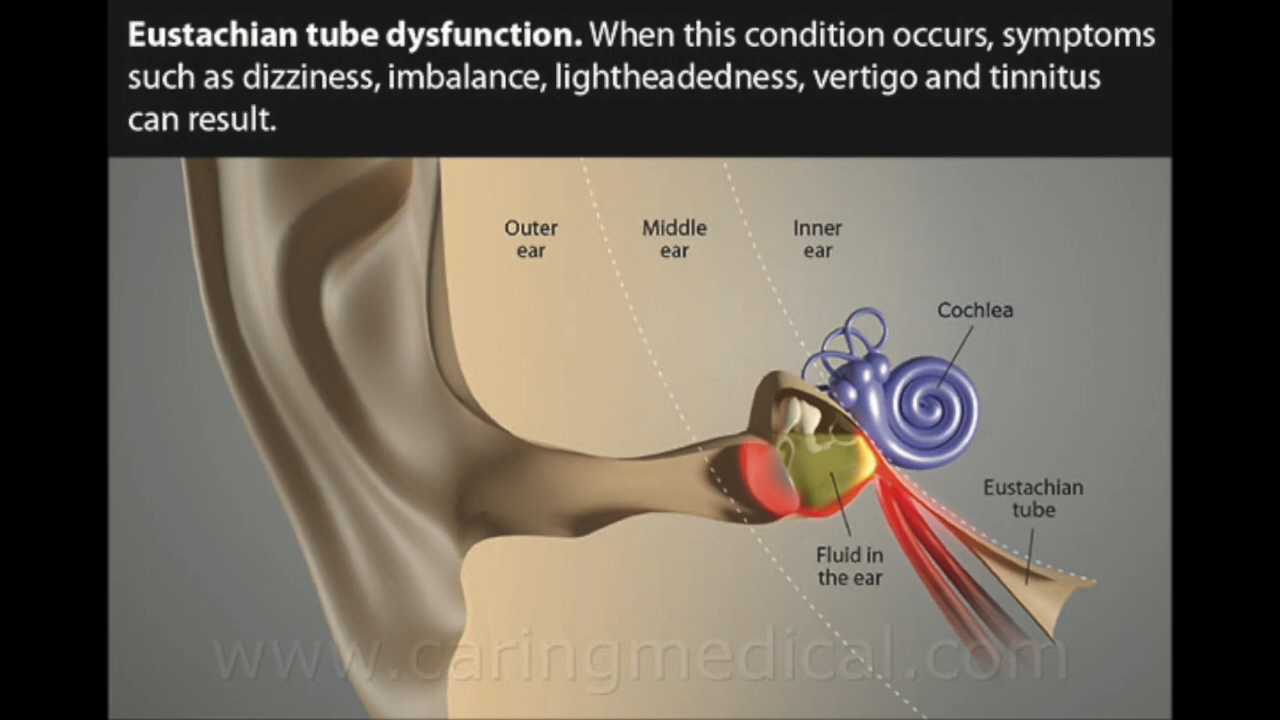 Eustachian tube dysfunction. When this condition occurs, symptoms
such as dizziness, imbalance, lightheadedness, vertigo and tinnitus
can result.
Outer
ear
Middle
ear
Inner
ear
Cochlea
Eustachian
tube
Fluid in
the ear
www.caringmedical.com